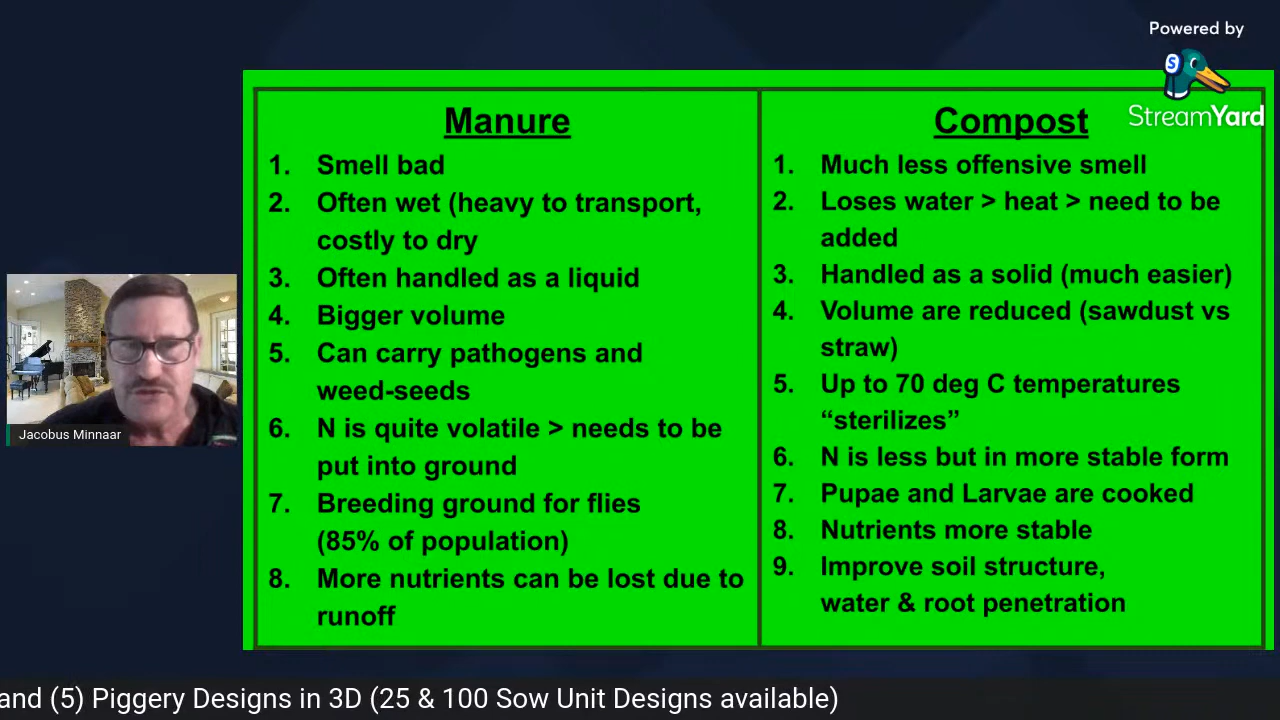 Powered by
StreamYard
Manure
1. Smell bad
2. Often wet (heavy to transport,
costly to dry
3. Often handled as a liquid
4. Bigger volume
5. Can carry pathogens and
weed-seeds
6. N is quite volatile > needs to be
put into ground
7. Breeding ground for flies
(85% of population)
8. More nutrients can be lost due to
runoff
Compost
1. Much less offensive smell
2. Loses water > heat > need to be
added
3. Handled as a solid (much easier)
4. Volume are reduced (sawdust vs
straw)
5. Up to 70 deg C temperatures
“sterilizes”
6. N is less but in more stable form
7. Pupae and Larvae are cooked
8. Nutrients more stable
9. Improve soil structure,
water & root penetration
Jacobus Minnaar
and (5) Piggery Designs in 3D (25 & 100 Sow Unit Designs available)